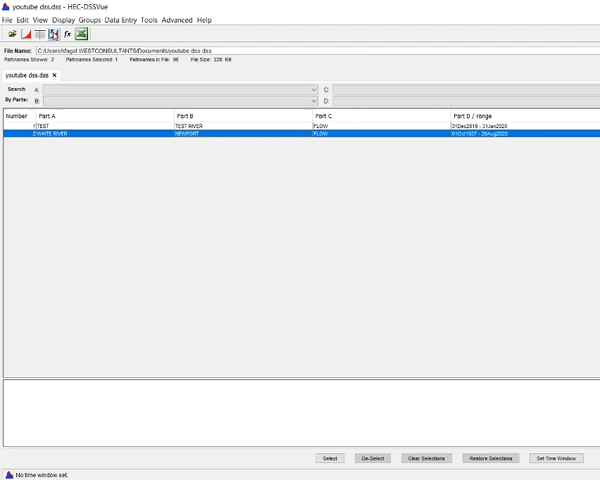 youtube dss.dss - HEC-DSSVue
File Edit View Display Groups Data Entry Tools Advanced Help
fx
File Name: C:/Users/kfagot.WESTCONSULTANTS/Documents/youtube dss.dss
Pathnames Shown: 2 Pathnames Selected: 1 Pathnames in File: 98 File Size: 228 KB
youtube dss.dss ×
Search A: C:
By Parts: B: D:
Number Part A Part B Part C Part D / range
1 TEST TEST RIVER FLOW 31Dec2019 - 31Jan2020
2 WHITE RIVER NEWPORT FLOW 01Oct1927 - 20Aug2020
Select De-Select Clear Selections Restore Selections Set Time Window
No time window set.